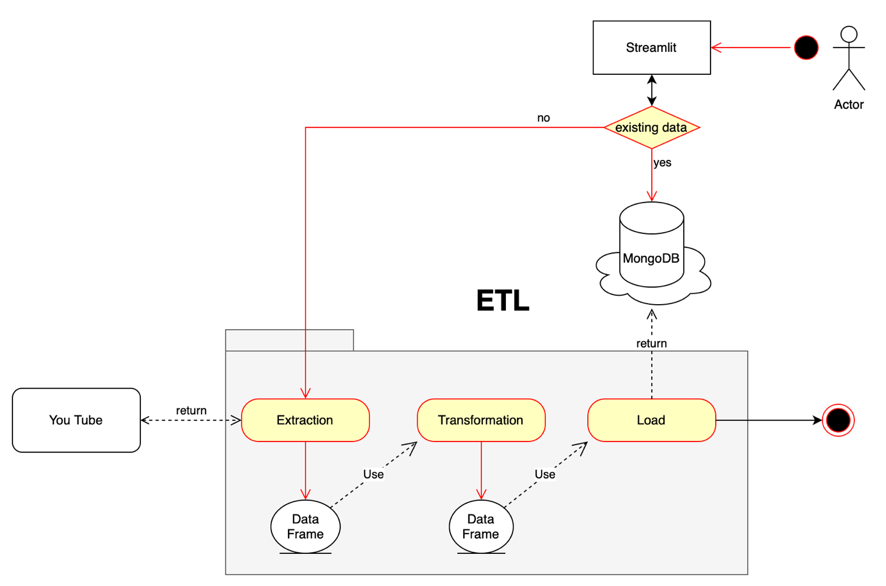 Streamlit
Actor
no
existing data
yes
MongoDB
ETL
return
You Tube
return
Extraction
Transformation
Load
Use
Use
Data
Frame
Data
Frame